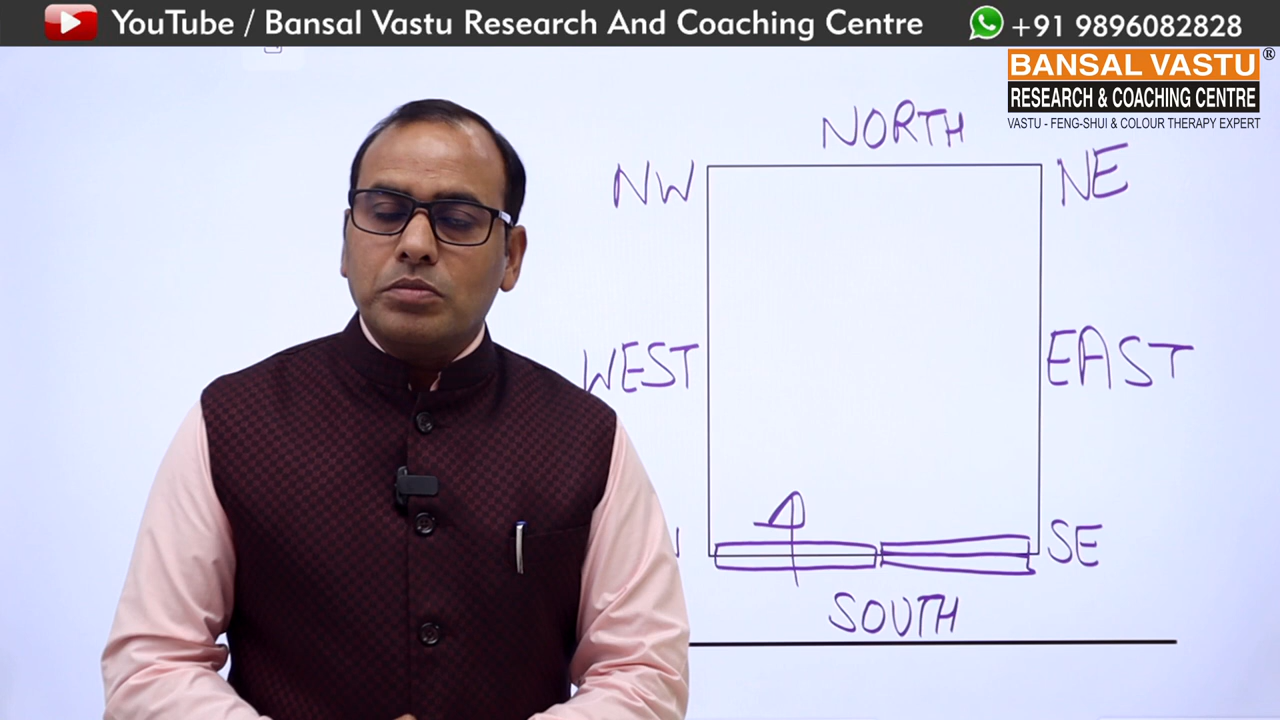 YouTube / Bansal Vastu Research And Coaching Centre
+91 9896082828
BANSAL VASTU ®
RESEARCH & COACHING CENTRE
VASTU - FENG-SHUI & COLOUR THERAPY EXPERT
NORTH
NW
NE
WEST
EAST
SE
SOUTH